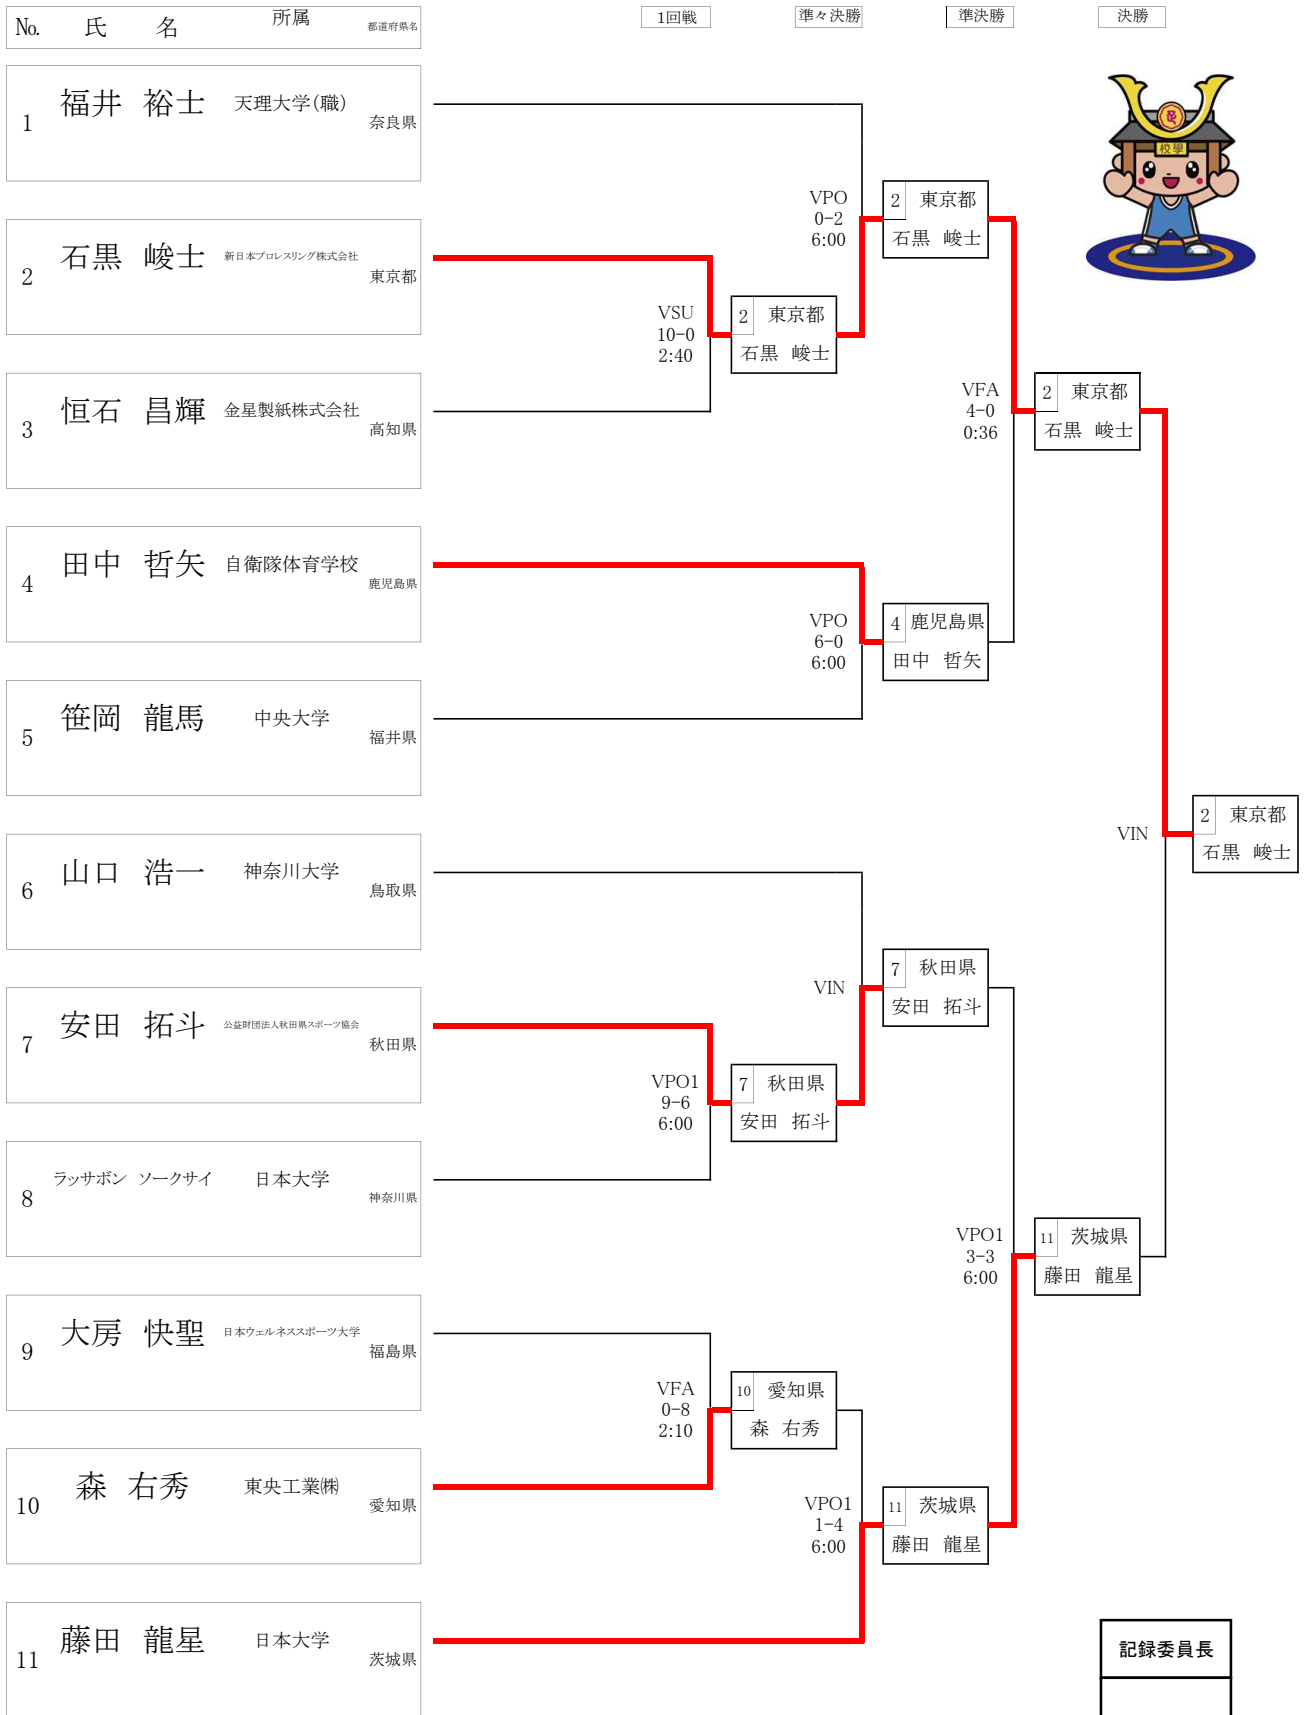 No. 氏 名 所属 都道府県名 1回戦 準々決勝 準決勝 決勝
校學
1 福井 裕士 天理大学(職) 奈良県
VPO
0-2
6:00
2 東京都
石黒 峻士
2 石黒 峻士 新日本プロレスリング株式会社 東京都
VSU
10-0
2:40
2 東京都
石黒 峻士
3 恒石 昌輝 金星製紙株式会社 高知県
VFA
4-0
0:36
2 東京都
石黒 峻士
4 田中 哲矢 自衛隊体育学校 鹿児島県
VPO
6-0
6:00
4 鹿児島県
田中 哲矢
5 笹岡 龍馬 中央大学 福井県
VIN
2 東京都
石黒 峻士
6 山口 浩一 神奈川大学 鳥取県
VIN
7 秋田県
安田 拓斗
7 安田 拓斗 公益財団法人秋田県スポーツ協会 秋田県
VPO1
9-6
6:00
7 秋田県
安田 拓斗
8 ラッサボン ソークサイ 日本大学 神奈川県
VPO1
3-3
6:00
11 茨城県
藤田 龍星
9 大房 快聖 日本ウェルネススポーツ大学 福島県
VFA
0-8
2:10
10 愛知県
森 右秀
10 森 右秀 東央工業㈱ 愛知県
VPO1
1-4
6:00
11 茨城県
藤田 龍星
11 藤田 龍星 日本大学 茨城県
記録委員長